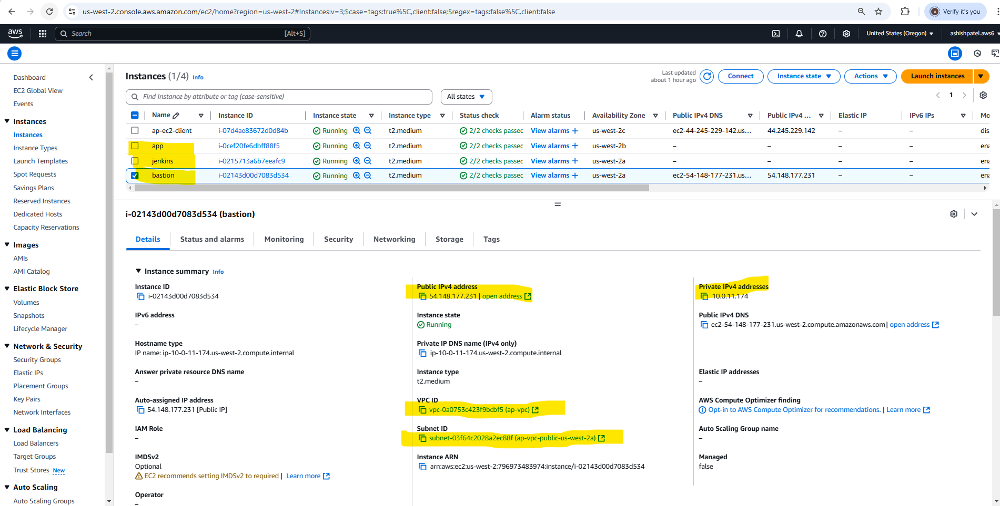 us-west-2.console.aws.amazon.com/ec2/home?region=us-west-2#Instances:v=3;$case=tags:true%5C,client:false;$regex=tags:false%5C,client:false
A Verify it's you
aws Search [Alt+S] United States (Oregon) ashishpatel.aws6
Dashboard
EC2 Global View
Events
Instances
Instances
Instance Types
Launch Templates
Spot Requests
Savings Plans
Reserved Instances
Dedicated Hosts
Capacity Reservations
Images
AMIs
AMI Catalog
Elastic Block Store
Volumes
Snapshots
Lifecycle Manager
Network & Security
Security Groups
Elastic IPs
Placement Groups
Key Pairs
Network Interfaces
Load Balancing
Load Balancers
Target Groups
Trust Stores New
Auto Scaling
Auto Scaling Groups
Instances (1/4) Info
Last updated
about 1 hour ago
Connect Instance state Actions Launch instances
Find Instance by attribute or tag (case-sensitive) All states 1
Name Instance ID Instance state Instance type Status check Alarm status Availability Zone Public IPv4 DNS Public IPv4 ... Elastic IP IPv6 IPs Mo
ap-ec2-client i-07d4ae83672d0d84b Running t2.medium 2/2 checks passec View alarms + us-west-2c ec2-44-245-229-142.us... 44.245.229.142 – – dis
app i-0cef20fe6dbff88f5 Running t2.medium 2/2 checks passec View alarms + us-west-2b – – – – ena
jenkins i-0215713a6b7eeafc9 Running t2.medium 2/2 checks passec View alarms + us-west-2a – – – – ena
bastion i-02143d00d7083d534 Running t2.medium 2/2 checks passec View alarms + us-west-2a ec2-54-148-177-231.us... 54.148.177.231 – – ena
i-02143d00d7083d534 (bastion)
Details Status and alarms Monitoring Security Networking Storage Tags
Instance summary Info
Instance ID
i-02143d00d7083d534
Public IPv4 address
54.148.177.231 | open address
Private IPv4 addresses
10.0.11.174
IPv6 address
–
Instance state
Running
Public IPv4 DNS
ec2-54-148-177-231.us-west-2.compute.amazonaws.com | open address
Hostname type
IP name: ip-10-0-11-174.us-west-2.compute.internal
Private IP DNS name (IPv4 only)
ip-10-0-11-174.us-west-2.compute.internal
Answer private resource DNS name
–
Instance type
t2.medium
Elastic IP addresses
–
Auto-assigned IP address
54.148.177.231 [Public IP]
VPC ID
vpc-0a0753c423f9bcbf5 (ap-vpc)
AWS Compute Optimizer finding
Opt-in to AWS Compute Optimizer for recommendations. | Learn more
IAM Role
–
Subnet ID
subnet-03f64c2028a2ec88f (ap-vpc-public-us-west-2a)
Auto Scaling Group name
–
IMDSv2
Optional
EC2 recommends setting IMDSv2 to required | Learn more
Instance ARN
arn:aws:ec2:us-west-2:796973483974:instance/i-02143d00d7083d534
Managed
false
Operator
–